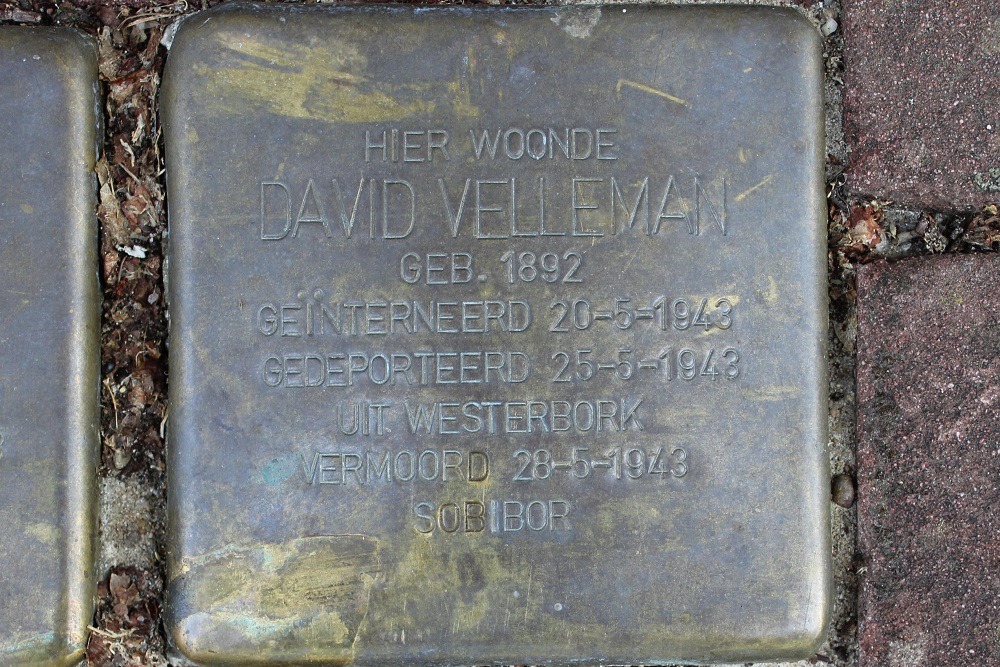 HIER WOONDE
DAVID VELLEMAN
GEB. 1892
GEÏNTERNEERD 20-5-1943
GEDEPORTEERD 25-5-1943
UIT WESTERBORK
VERMOORD 28-5-1943
SOBIBOR